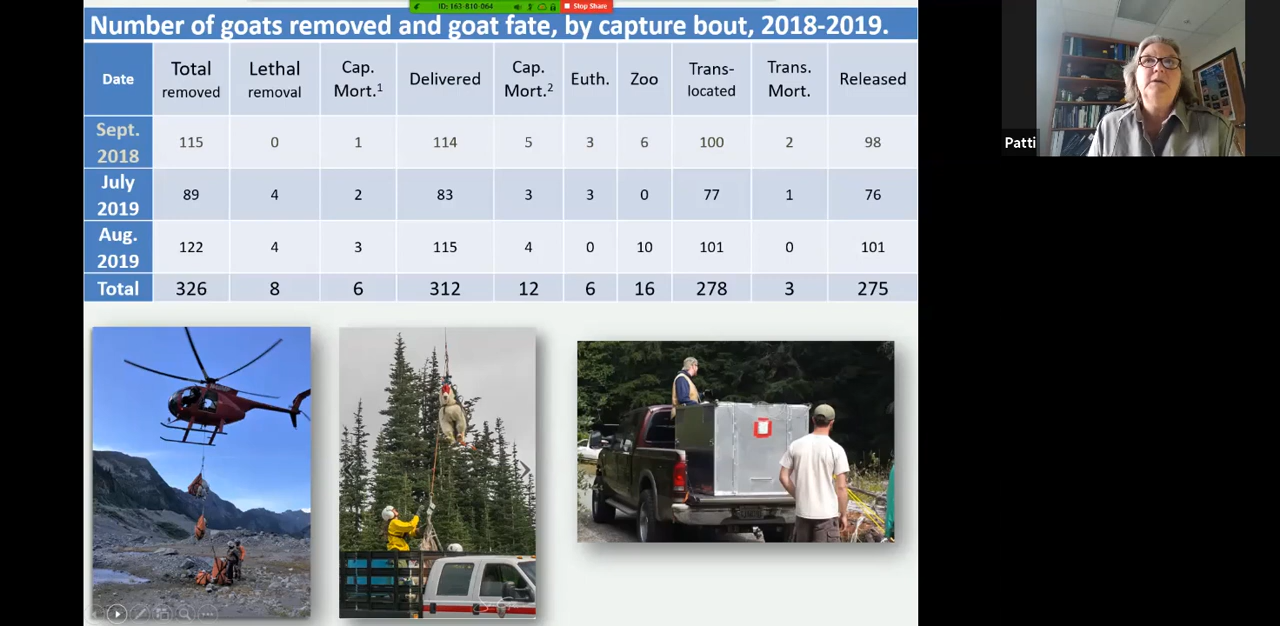 ID: 163-810-064 Stop Share
Number of goats removed and goat fate, by capture bout, 2018-2019.
Date Total removed Lethal removal Cap. Mort.1 Delivered Cap. Mort.2 Euth. Zoo Trans-located Trans. Mort. Released
Sept. 2018 115 0 1 114 5 3 6 100 2 98
July 2019 89 4 2 83 3 3 0 77 1 76
Aug. 2019 122 4 3 115 4 0 10 101 0 101
Total 326 8 6 312 12 6 16 278 3 275
Patti